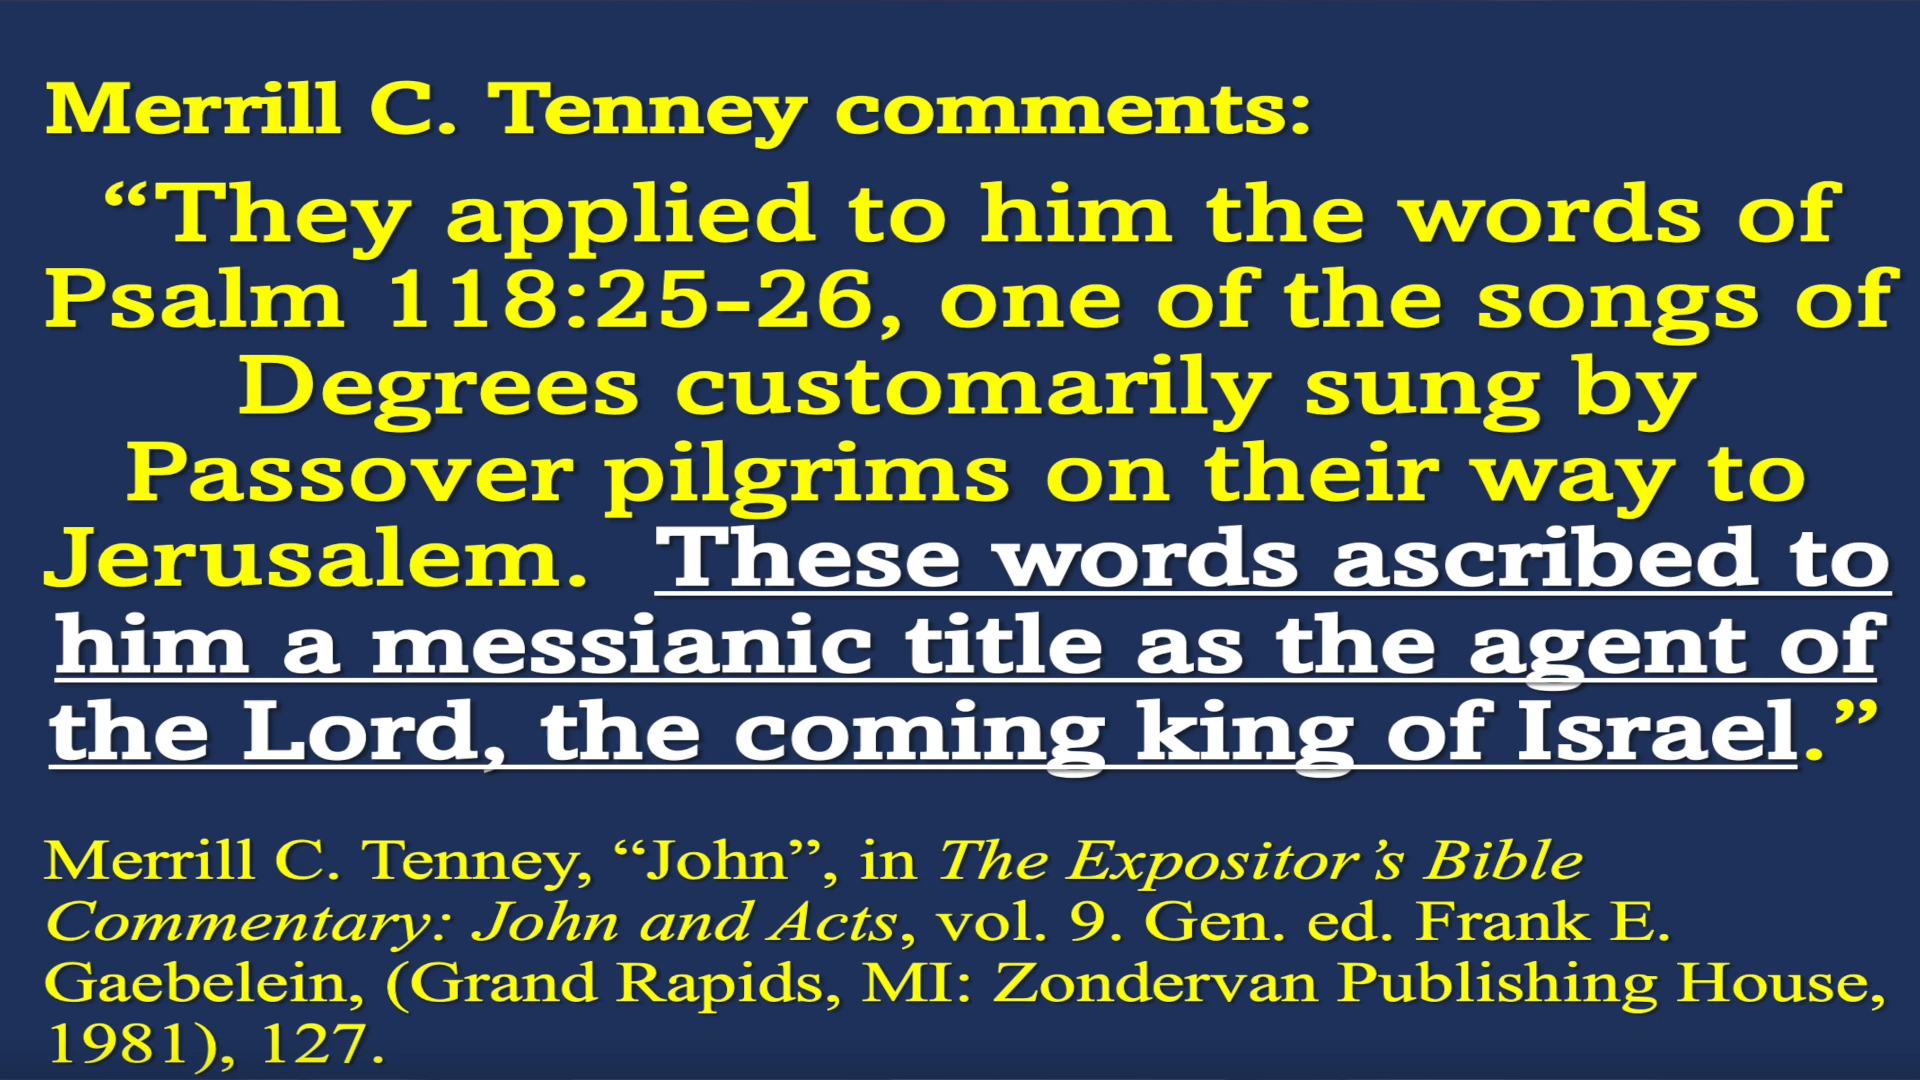 Merrill C. Tenney comments:
“They applied to him the words of
Psalm 118:25-26, one of the songs of
Degrees customarily sung by
Passover pilgrims on their way to
Jerusalem. These words ascribed to
him a messianic title as the agent of
the Lord, the coming king of Israel.”
Merrill C. Tenney, “John”, in The Expositor’s Bible
Commentary: John and Acts, vol. 9. Gen. ed. Frank E.
Gaebelein, (Grand Rapids, MI: Zondervan Publishing House,
1981), 127.